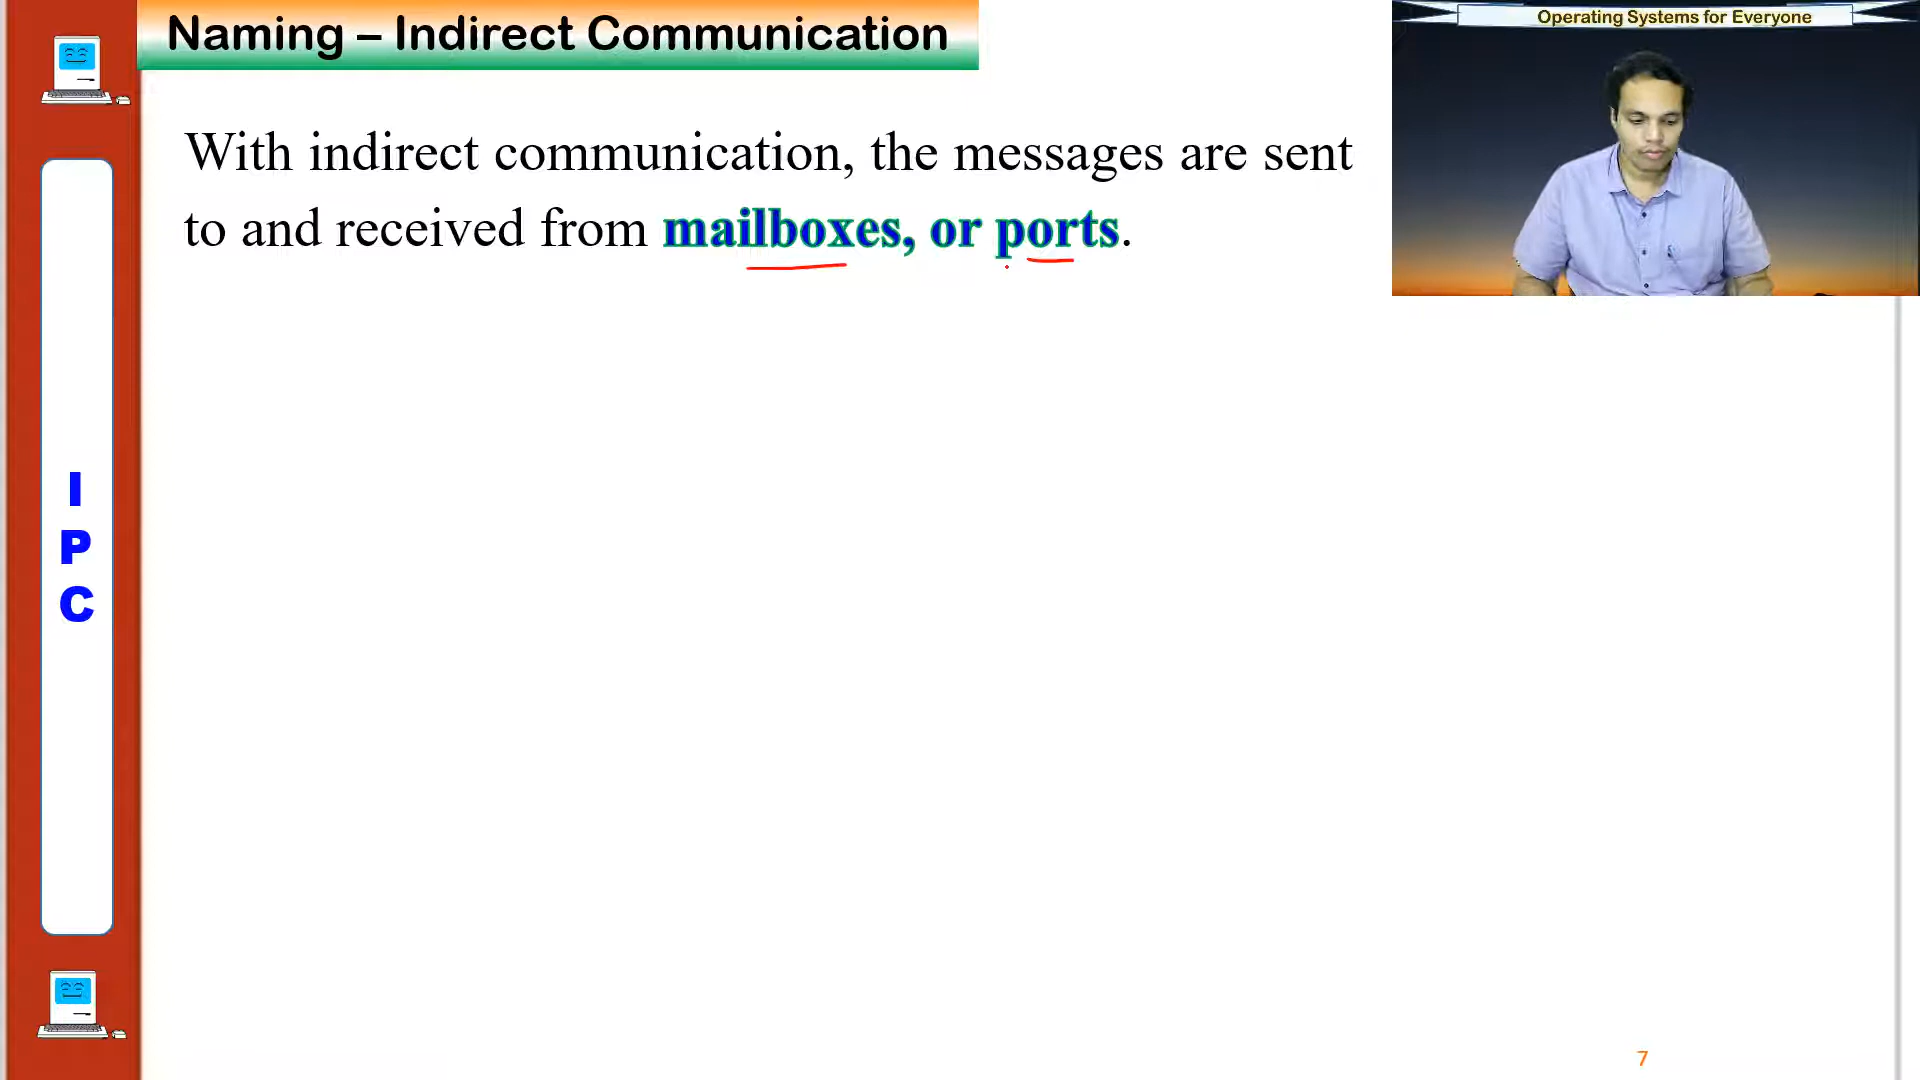 Naming – Indirect Communication
Operating Systems for Everyone
With indirect communication, the messages are sent
to and received from mailboxes, or ports.
I
P
C
7